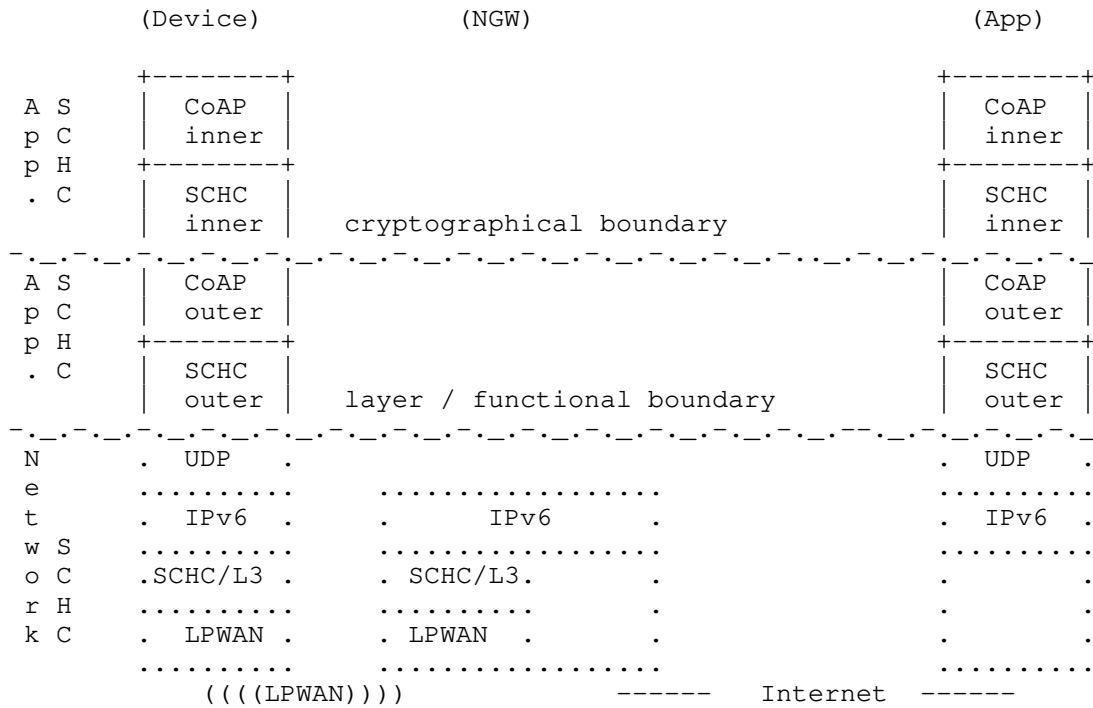 (Device) (NGW) (App)
+--------+ +--------+
A S | CoAP | | CoAP |
p C | inner | | inner |
p H +--------+ +--------+
. C | SCHC | | SCHC |
| inner | cryptographical boundary | inner |
-._.-._.-._.-._.-._.-._.-._.-._.-._.-._.-._.-._.-._.-.._.-._.-._.-._.-._.-._
A S | CoAP | | CoAP |
p C | outer | | outer |
p H +--------+ +--------+
. C | SCHC | | SCHC |
| outer | layer / functional boundary | outer |
-._.-._.-._.-._.-._.-._.-._.-._.-._.-._.-._.-._.-._.-._.--._.-._.-._.-._.-._
N . UDP . . UDP .
e .......... ................... ..........
t . IPv6 . . IPv6 . . IPv6 .
w S .......... ................... ..........
o C .SCHC/L3 . . SCHC/L3. . . .
r H .......... .......... . . .
k C . LPWAN . . LPWAN . . . .
.......... ................... ..........
((((LPWAN)))) ------ Internet ------